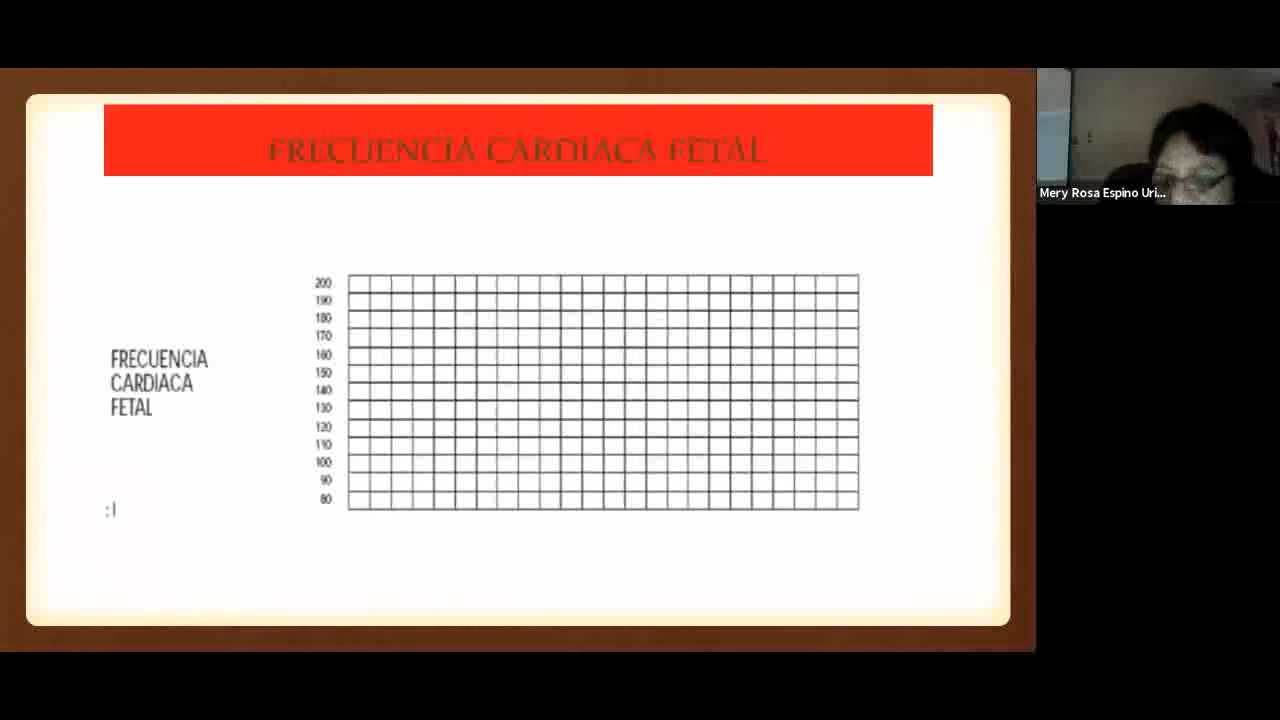 FRECUENCIA CARDIACA FETAL
Mery Rosa Espino Uri...
200
190
180
170
160
150
140
130
120
110
100
90
80
FRECUENCIA
CARDIACA
FETAL
:l